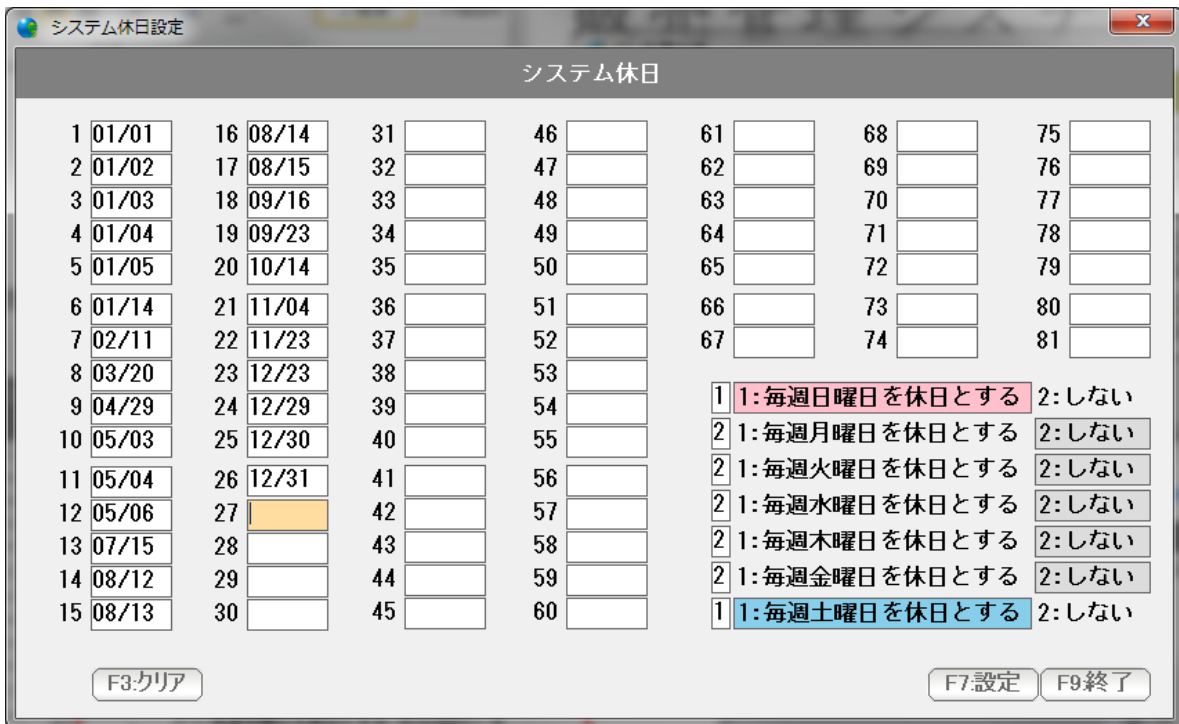 システム休日設定
システム休日
1 01/01 16 08/14 31 46 61 68 75
2 01/02 17 08/15 32 47 62 69 76
3 01/03 18 09/16 33 48 63 70 77
4 01/04 19 09/23 34 49 64 71 78
5 01/05 20 10/14 35 50 65 72 79
6 01/14 21 11/04 36 51 66 73 80
7 02/11 22 11/23 37 52 67 74 81
8 03/20 23 12/23 38 53
9 04/29 24 12/29 39 54 1 1:毎週日曜日を休日とする 2:しない
10 05/03 25 12/30 40 55 2 1:毎週月曜日を休日とする 2:しない
11 05/04 26 12/31 41 56 2 1:毎週火曜日を休日とする 2:しない
12 05/06 27 42 57 2 1:毎週水曜日を休日とする 2:しない
13 07/15 28 43 58 2 1:毎週木曜日を休日とする 2:しない
14 08/12 29 44 59 2 1:毎週金曜日を休日とする 2:しない
15 08/13 30 45 60 1 1:毎週土曜日を休日とする 2:しない
F3:クリア F7:設定 F9:終了